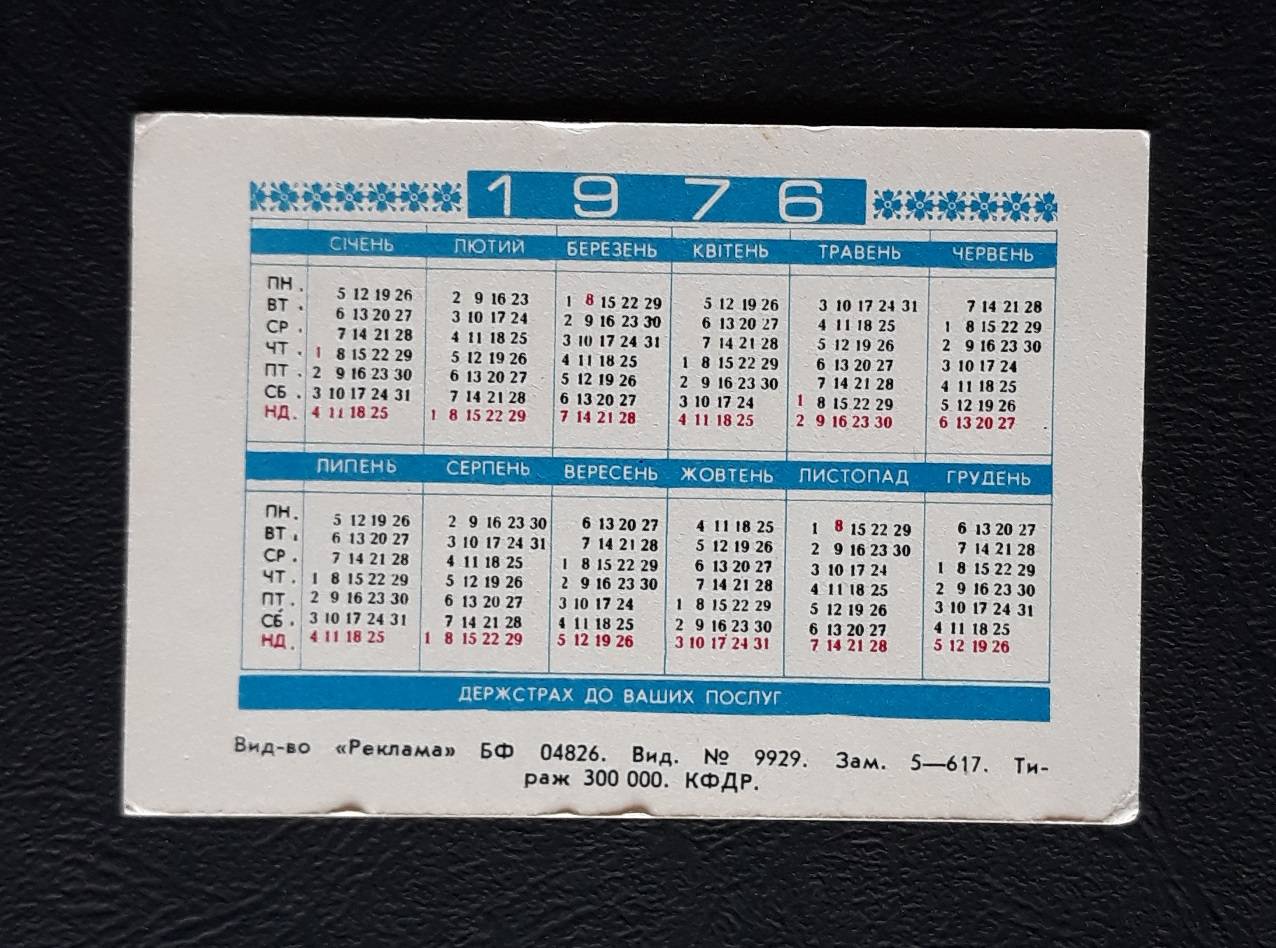 1976
СІЧЕНЬ ЛЮТИЙ БЕРЕЗЕНЬ КВІТЕНЬ ТРАВЕНЬ ЧЕРВЕНЬ
ПН. 5 12 19 26 2 9 16 23 1 8 15 22 29 5 12 19 26 3 10 17 24 31 7 14 21 28
ВТ. 6 13 20 27 3 10 17 24 2 9 16 23 30 6 13 20 27 4 11 18 25 1 8 15 22 29
СР. 7 14 21 28 4 11 18 25 3 10 17 24 31 7 14 21 28 5 12 19 26 2 9 16 23 30
ЧТ. 1 8 15 22 29 5 12 19 26 4 11 18 25 1 8 15 22 29 6 13 20 27 3 10 17 24
ПТ. 2 9 16 23 30 6 13 20 27 5 12 19 26 2 9 16 23 30 7 14 21 28 4 11 18 25
СБ. 3 10 17 24 31 7 14 21 28 6 13 20 27 3 10 17 24 1 8 15 22 29 5 12 19 26
НД. 4 11 18 25 1 8 15 22 29 7 14 21 28 4 11 18 25 2 9 16 23 30 6 13 20 27
ЛИПЕНЬ СЕРПЕНЬ ВЕРЕСЕНЬ ЖОВТЕНЬ ЛИСТОПАД ГРУДЕНЬ
ПН. 5 12 19 26 2 9 16 23 30 6 13 20 27 4 11 18 25 1 8 15 22 29 6 13 20 27
ВТ. 6 13 20 27 3 10 17 24 31 7 14 21 28 5 12 19 26 2 9 16 23 30 7 14 21 28
СР. 7 14 21 28 4 11 18 25 1 8 15 22 29 6 13 20 27 3 10 17 24 1 8 15 22 29
ЧТ. 1 8 15 22 29 5 12 19 26 2 9 16 23 30 7 14 21 28 4 11 18 25 2 9 16 23 30
ПТ. 2 9 16 23 30 6 13 20 27 3 10 17 24 1 8 15 22 29 5 12 19 26 3 10 17 24 31
СБ. 3 10 17 24 31 7 14 21 28 4 11 18 25 2 9 16 23 30 6 13 20 27 4 11 18 25
НД. 4 11 18 25 1 8 15 22 29 5 12 19 26 3 10 17 24 31 7 14 21 28 5 12 19 26
ДЕРЖСТРАХ ДО ВАШИХ ПОСЛУГ
Вид-во «Реклама» БФ 04826. Вид. № 9929. Зам. 5—617. Ти-
раж 300 000. КФДР.